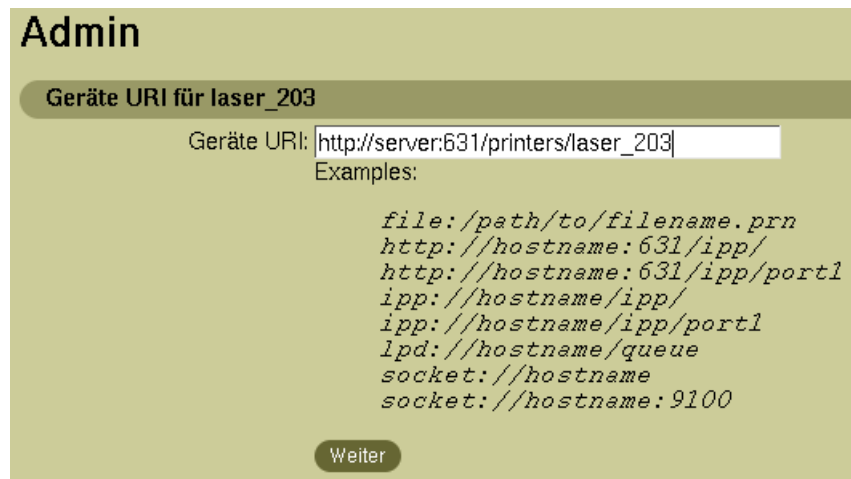 Admin
Geräte URI für laser_203
Geräte URI: http://server:631/printers/laser_203
Examples:
file:/path/to/filename.prn
http://hostname:631/ipp/
http://hostname:631/ipp/port1
ipp://hostname/ipp/
ipp://hostname/ipp/port1
lpd://hostname/queue
socket://hostname
socket://hostname:9100
Weiter